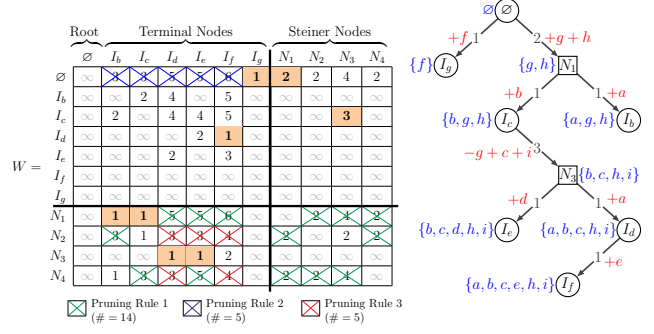 Root Terminal Nodes Steiner Nodes
∅ I_b I_c I_d I_e I_f I_g N_1 N_2 N_3 N_4
∅ ∞ 3 3 5 5 6 1 2 2 4 2
I_b ∞ ∞ 2 4 ∞ 5 ∞ ∞ ∞ ∞ ∞
I_c ∞ 2 ∞ 4 4 5 ∞ ∞ ∞ 3 ∞
I_d ∞ ∞ ∞ ∞ 2 1 ∞ ∞ ∞ ∞ ∞
I_e ∞ ∞ ∞ 2 ∞ 3 ∞ ∞ ∞ ∞ ∞
W =
I_f ∞ ∞ ∞ ∞ ∞ ∞ ∞ ∞ ∞ ∞ ∞
I_g ∞ ∞ ∞ ∞ ∞ ∞ ∞ ∞ ∞ ∞ ∞
N_1 ∞ 1 1 5 5 6 ∞ ∞ 2 4 2
N_2 ∞ 3 1 3 3 4 ∞ 2 ∞ 2 2
N_3 ∞ ∞ ∞ 1 1 2 ∞ ∞ ∞ ∞ ∞
N_4 ∞ 1 3 3 5 4 ∞ 2 2 4 ∞
Pruning Rule 1 Pruning Rule 2 Pruning Rule 3
(# = 14) (# = 5) (# = 5)
∅ ∅
+f 1 2 +g + h
{f} I_g {g, h} N_1
+b 1 1 +a
{b, g, h} I_c {a, g, h} I_b
−g + c + i 3
N_3 {b, c, h, i}
+d 1 1 +a
{b, c, d, h, i} I_e {a, b, c, h, i} I_d
1 +e
{a, b, c, e, h, i} I_f